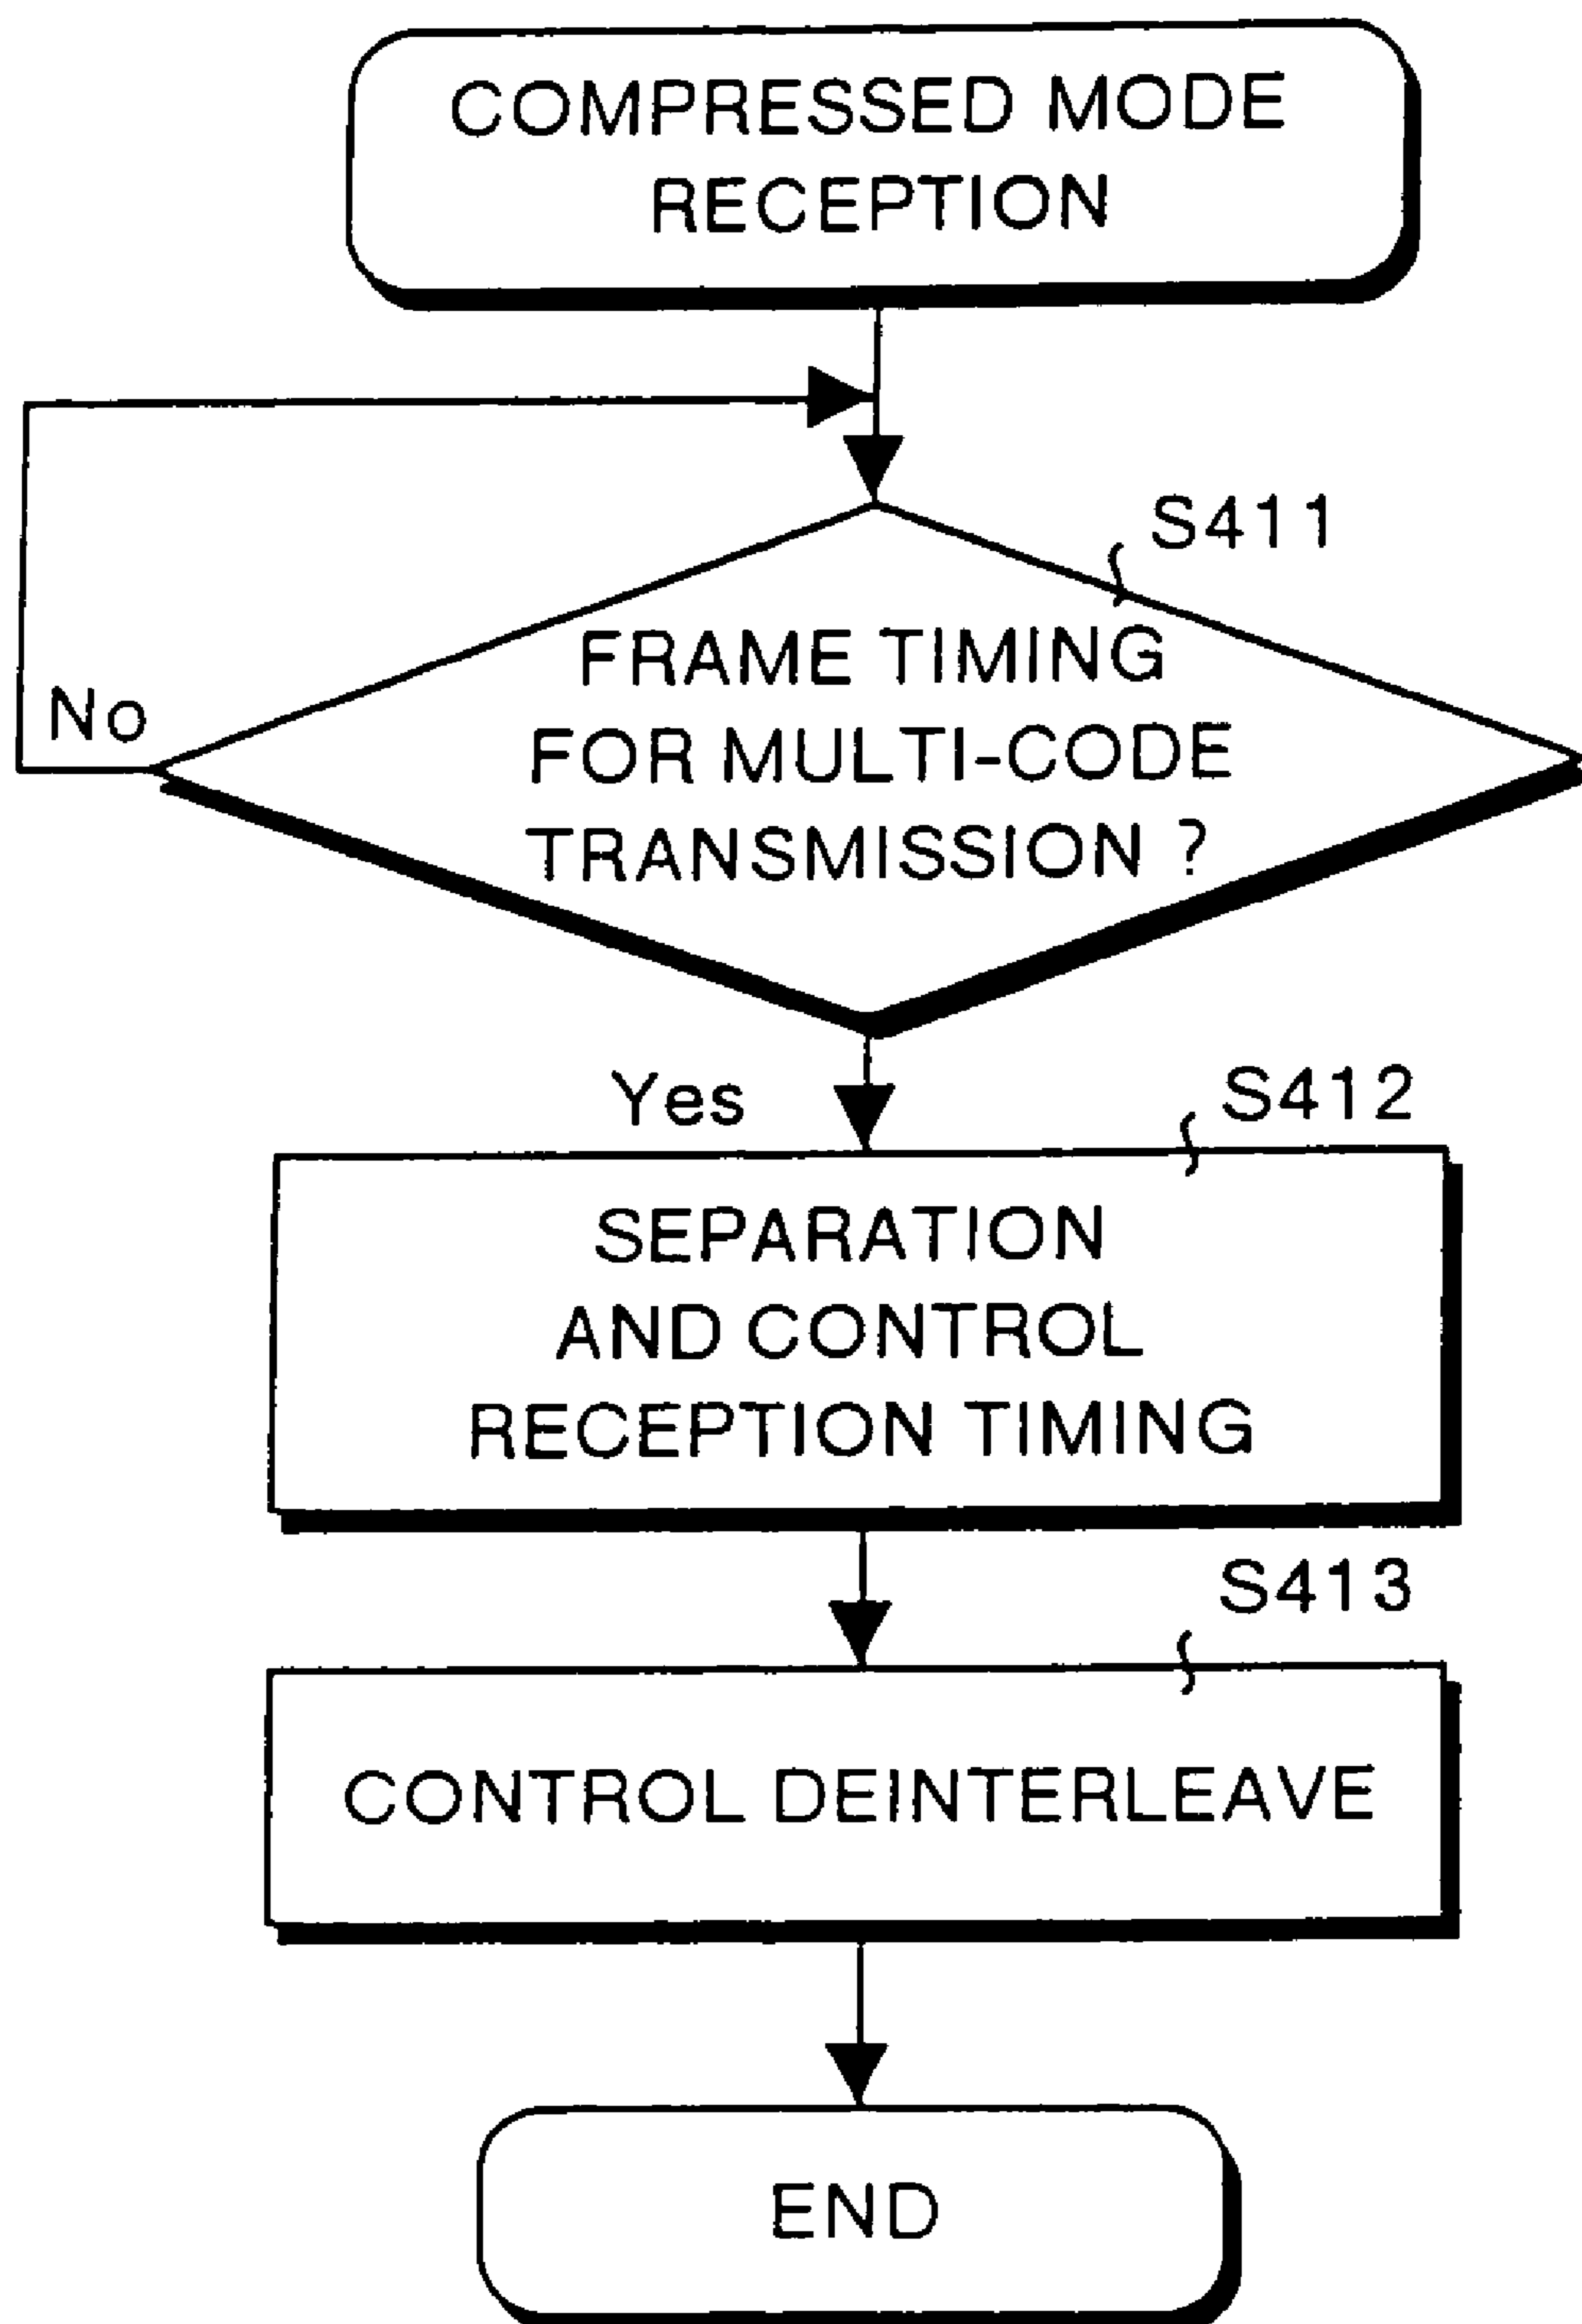 COMPRESSED MODE
RECEPTION
S411
FRAME TIMING
FOR MULTI-CODE
TRANSMISSION ?
No
Yes
S412
SEPARATION
AND CONTROL
RECEPTION TIMING
S413
CONTROL DEINTERLEAVE
END